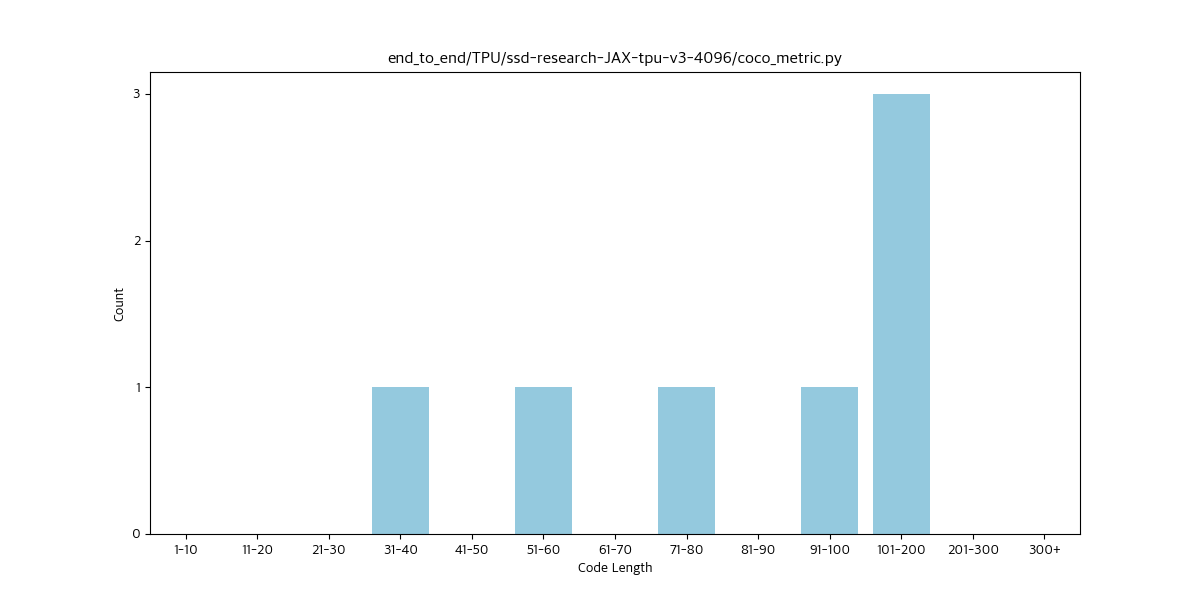 end_to_end/TPU/ssd-research-JAX-tpu-v3-4096/coco_metric.py
3
2
1
0
Count
1-10 11-20 21-30 31-40 41-50 51-60 61-70 71-80 81-90 91-100 101-200 201-300 300+
Code Length